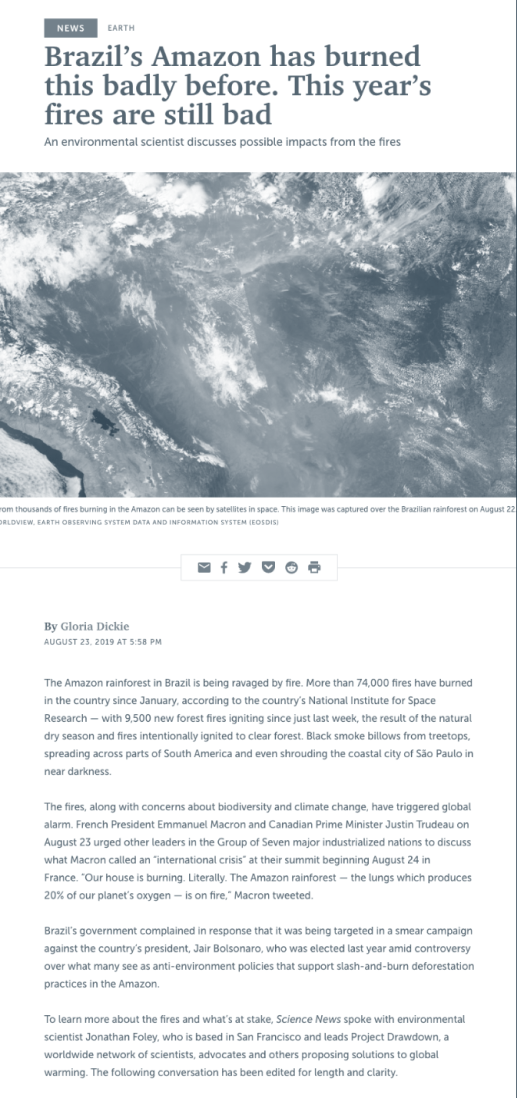 NEWS EARTH
Brazil’s Amazon has burned
this badly before. This year’s
fires are still bad
An environmental scientist discusses possible impacts from the fires
rom thousands of fires burning in the Amazon can be seen by satellites in space. This image was captured over the Brazilian rainforest on August 22
ORLDVIEW, EARTH OBSERVING SYSTEM DATA AND INFORMATION SYSTEM (EOSDIS)
By Gloria Dickie
AUGUST 23, 2019 AT 5:58 PM
The Amazon rainforest in Brazil is being ravaged by fire. More than 74,000 fires have burned
in the country since January, according to the country’s National Institute for Space
Research — with 9,500 new forest fires igniting since just last week, the result of the natural
dry season and fires intentionally ignited to clear forest. Black smoke billows from treetops,
spreading across parts of South America and even shrouding the coastal city of São Paulo in
near darkness.
The fires, along with concerns about biodiversity and climate change, have triggered global
alarm. French President Emmanuel Macron and Canadian Prime Minister Justin Trudeau on
August 23 urged other leaders in the Group of Seven major industrialized nations to discuss
what Macron called an “international crisis” at their summit beginning August 24 in
France. “Our house is burning. Literally. The Amazon rainforest — the lungs which produces
20% of our planet’s oxygen — is on fire,” Macron tweeted.
Brazil’s government complained in response that it was being targeted in a smear campaign
against the country’s president, Jair Bolsonaro, who was elected last year amid controversy
over what many see as anti-environment policies that support slash-and-burn deforestation
practices in the Amazon.
To learn more about the fires and what’s at stake, Science News spoke with environmental
scientist Jonathan Foley, who is based in San Francisco and leads Project Drawdown, a
worldwide network of scientists, advocates and others proposing solutions to global
warming. The following conversation has been edited for length and clarity.